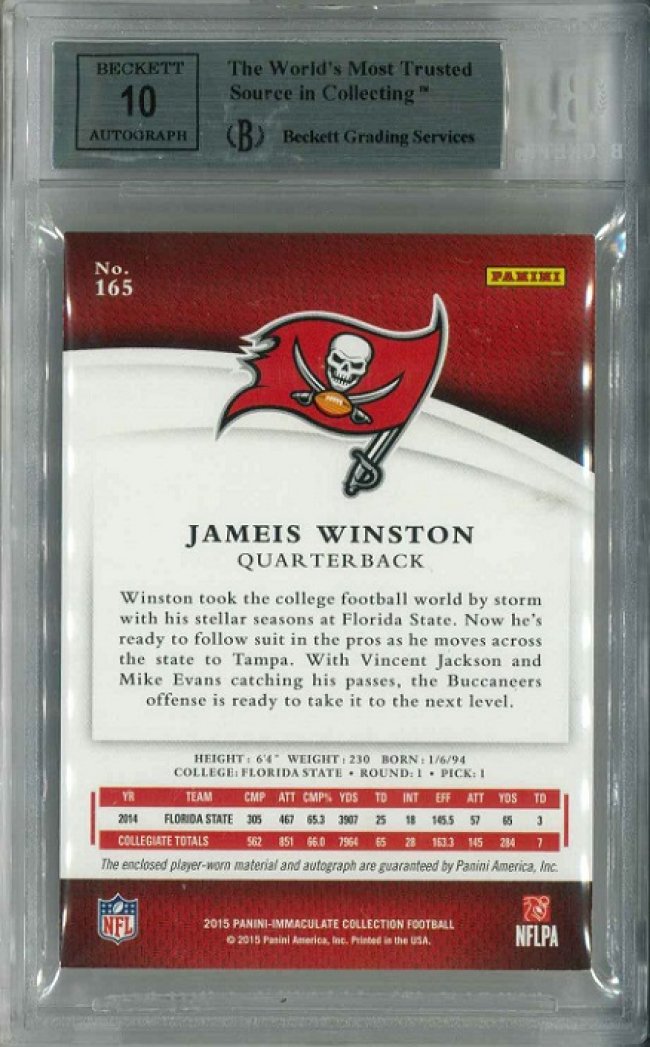 BECKETT
10
AUTOGRAPH
The World's Most Trusted
Source in Collecting™
(B) Beckett Grading Services
B
No.
165
PANINI
JAMEIS WINSTON
QUARTERBACK
Winston took the college football world by storm
with his stellar seasons at Florida State. Now he's
ready to follow suit in the pros as he moves across
the state to Tampa. With Vincent Jackson and
Mike Evans catching his passes, the Buccaneers
offense is ready to take it to the next level.
HEIGHT: 6'4" WEIGHT: 230 BORN: 1/6/94
COLLEGE: FLORIDA STATE • ROUND: 1 • PICK: 1
YR TEAM CMP ATT CMP% YDS TD INT EFF ATT YDS TD
2014 FLORIDA STATE 305 467 65.3 3907 25 18 145.5 57 65 3
COLLEGIATE TOTALS 562 851 66.0 7964 65 28 163.3 145 284 7
The enclosed player-worn material and autograph are guaranteed by Panini America, Inc.
NFL
2015 PANINI-IMMACULATE COLLECTION FOOTBALL
© 2015 Panini America, Inc. Printed in the USA.
NFLPA